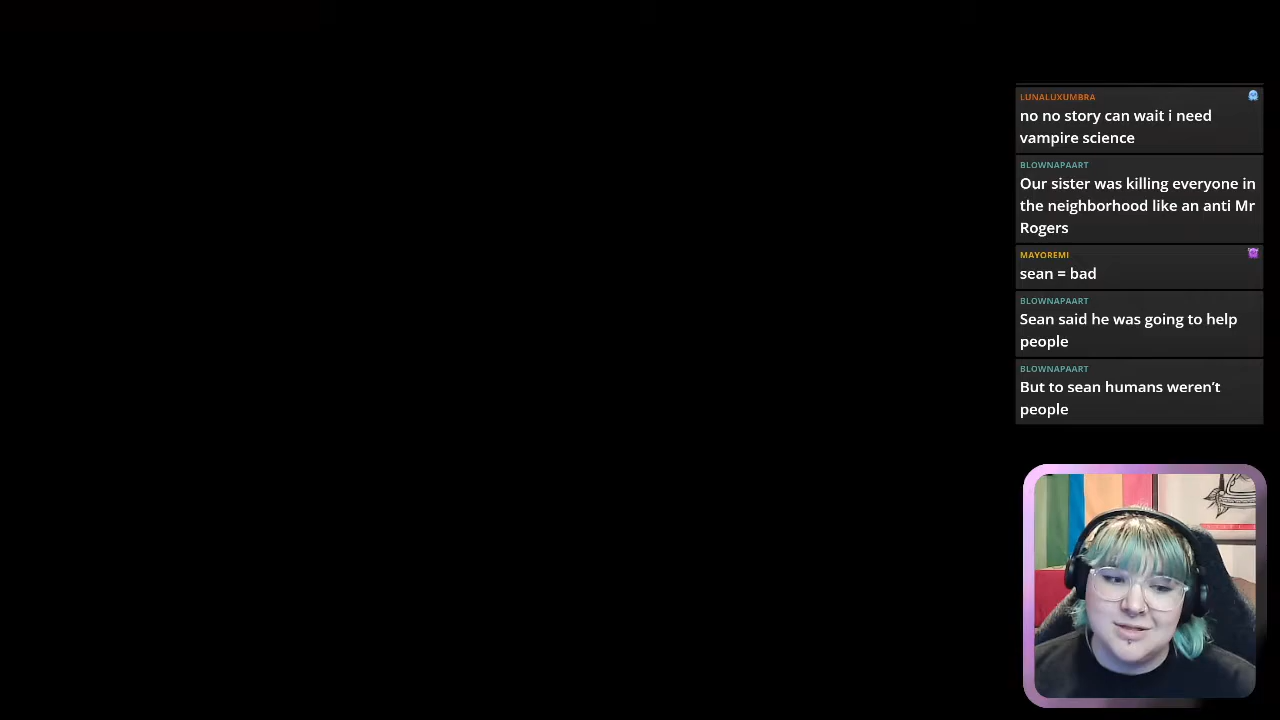 LUNALUXUMBRA
no no story can wait i need
vampire science
BLOWNAPAART
Our sister was killing everyone in
the neighborhood like an anti Mr
Rogers
MAYOREMI
sean = bad
BLOWNAPAART
Sean said he was going to help
people
BLOWNAPAART
But to sean humans weren't
people